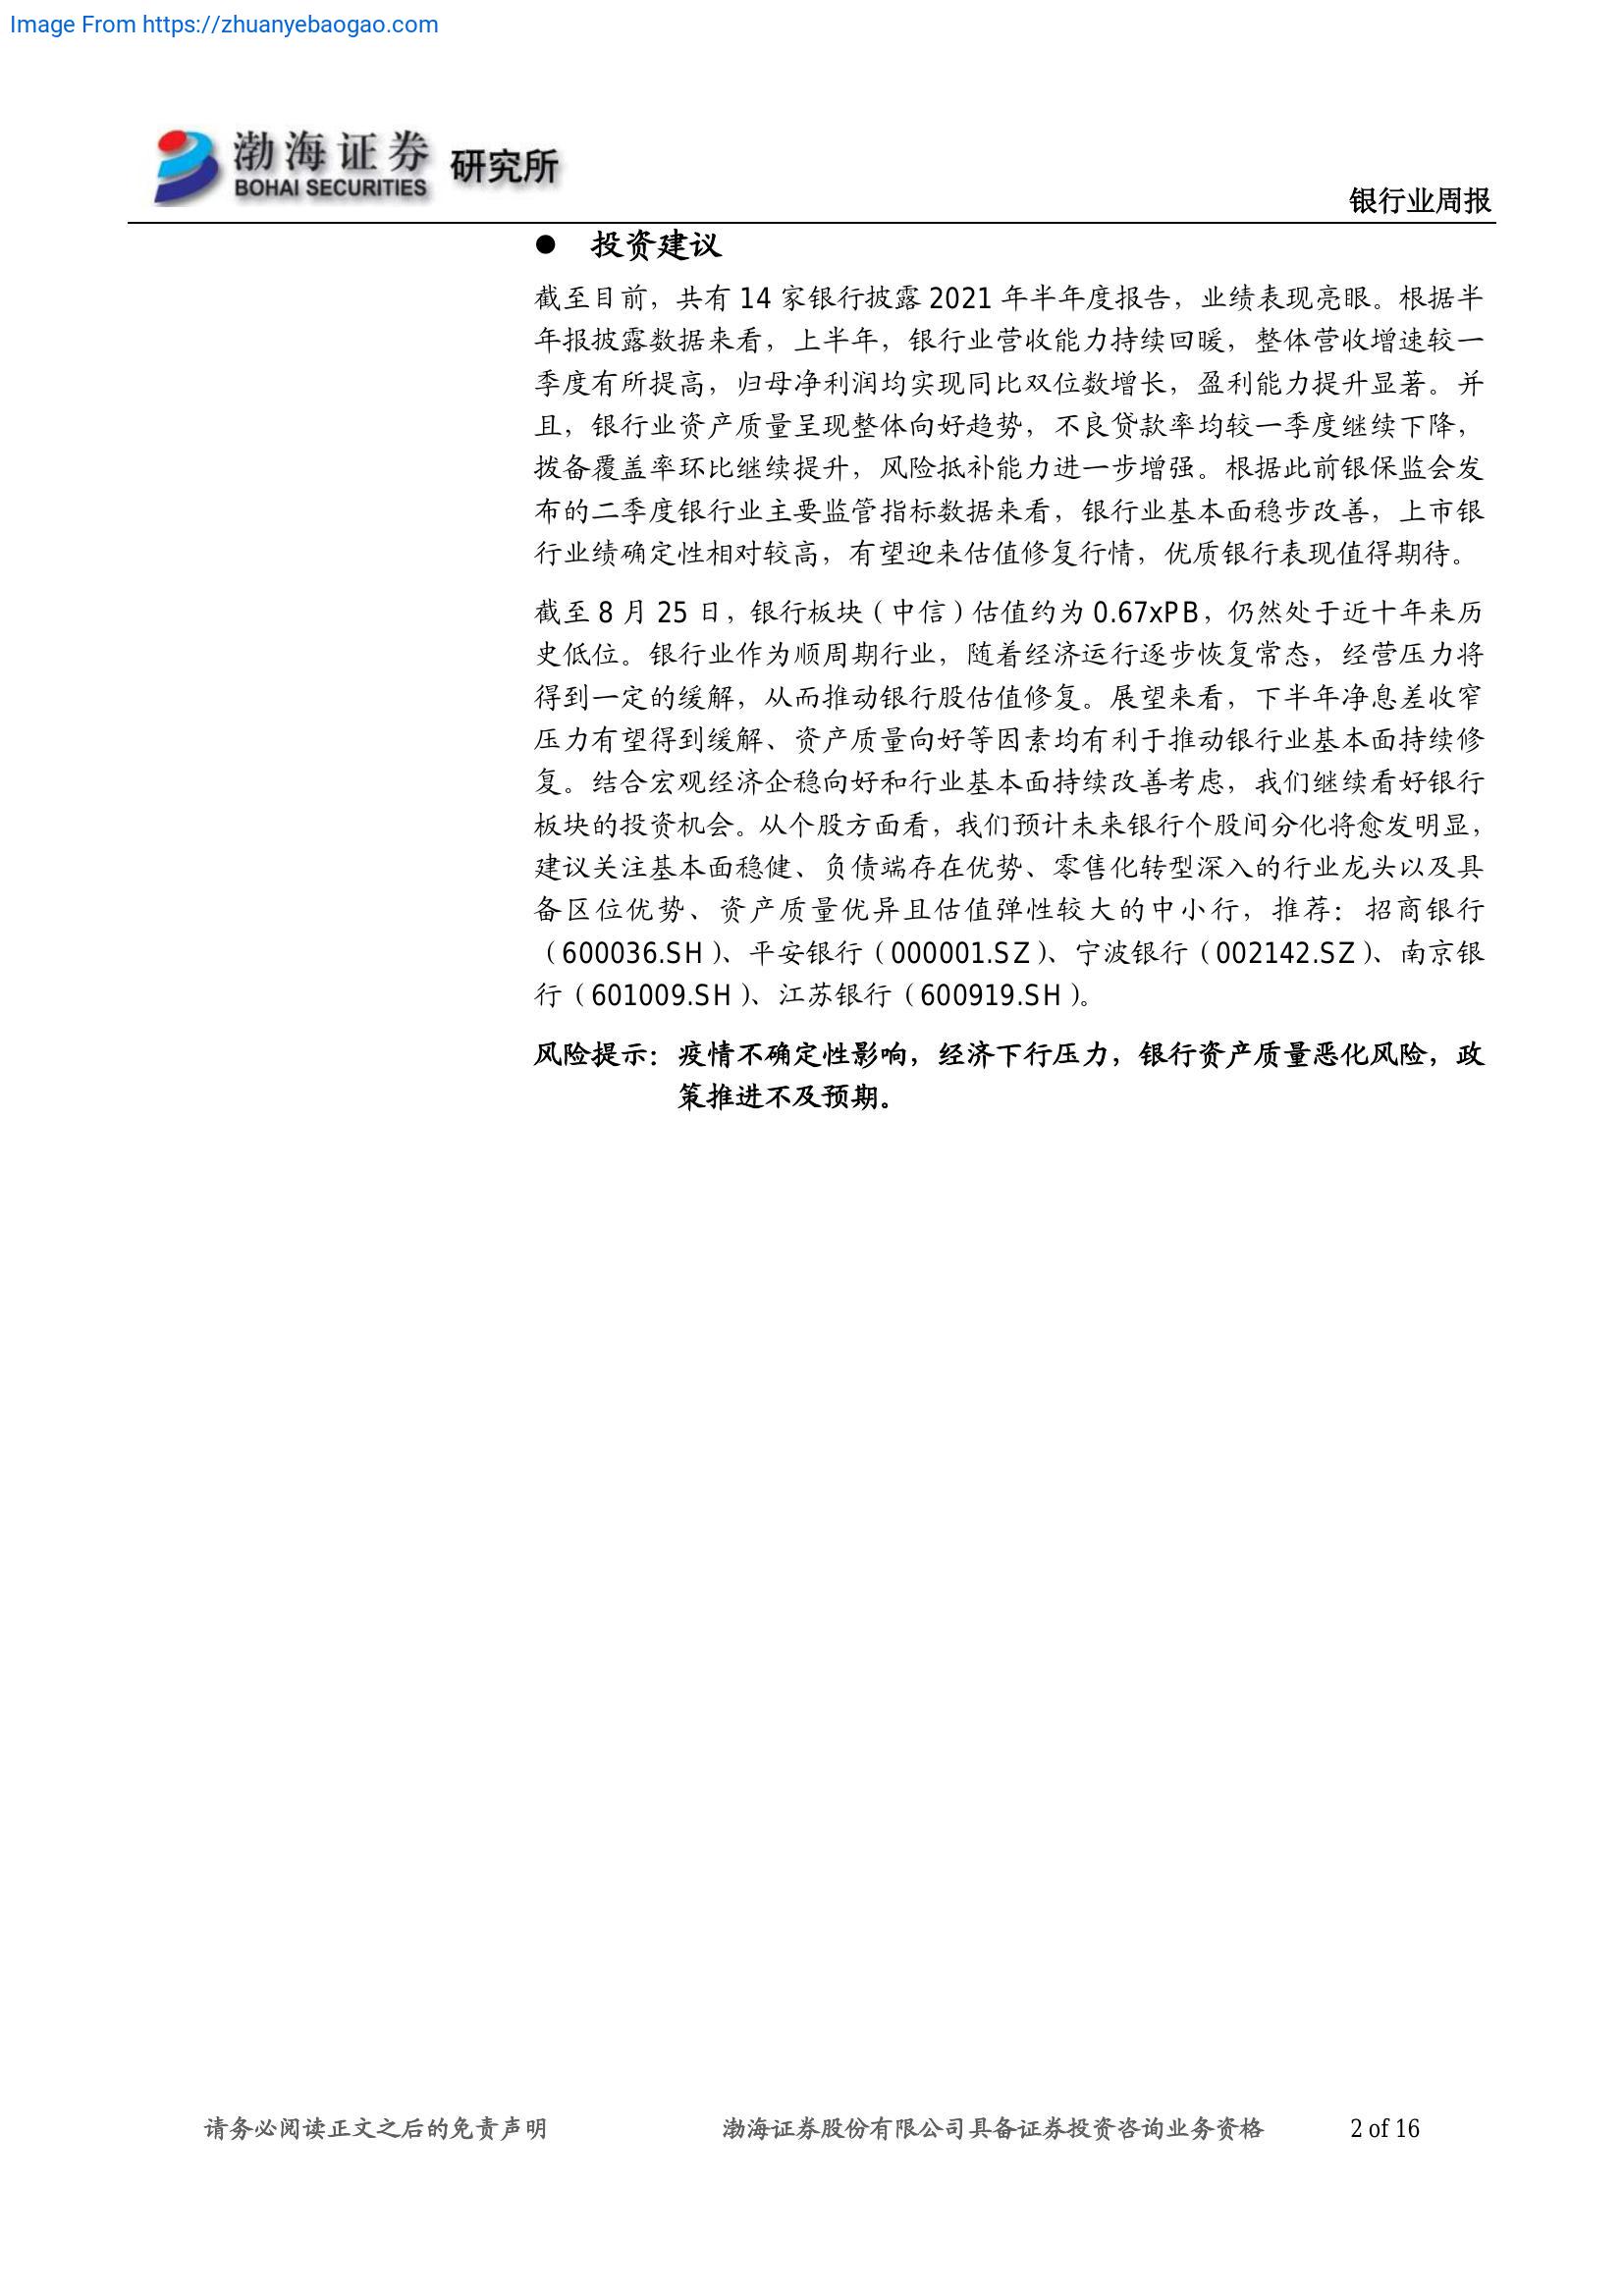 Image From https://zhuanyebaogao.com
渤海证券 研究所
BOHAI SECURITIES
银行业周报
● 投资建议
截至目前，共有 14 家银行披露 2021 年半年度报告，业绩表现亮眼。根据半
年报披露数据来看，上半年，银行业营收能力持续回暖，整体营收增速较一
季度有所提高，归母净利润均实现同比双位数增长，盈利能力提升显著。并
且，银行业资产质量呈现整体向好趋势，不良贷款率均较一季度继续下降，
拨备覆盖率环比继续提升，风险抵补能力进一步增强。根据此前银保监会发
布的二季度银行业主要监管指标数据来看，银行业基本面稳步改善，上市银
行业绩确定性相对较高，有望迎来估值修复行情，优质银行表现值得期待。
截至 8 月 25 日，银行板块（中信）估值约为 0.67xPB，仍然处于近十年来历
史低位。银行业作为顺周期行业，随着经济运行逐步恢复常态，经营压力将
得到一定的缓解，从而推动银行股估值修复。展望来看，下半年净息差收窄
压力有望得到缓解、资产质量向好等因素均有利于推动银行业基本面持续修
复。结合宏观经济企稳向好和行业基本面持续改善考虑，我们继续看好银行
板块的投资机会。从个股方面看，我们预计未来银行个股间分化将愈发明显，
建议关注基本面稳健、负债端存在优势、零售化转型深入的行业龙头以及具
备区位优势、资产质量优异且估值弹性较大的中小行，推荐：招商银行
（600036.SH）、平安银行（000001.SZ）、宁波银行（002142.SZ）、南京银
行（601009.SH）、江苏银行（600919.SH）。
风险提示：疫情不确定性影响，经济下行压力，银行资产质量恶化风险，政
策推进不及预期。
请务必阅读正文之后的免责声明 渤海证券股份有限公司具备证券投资咨询业务资格 2 of 16